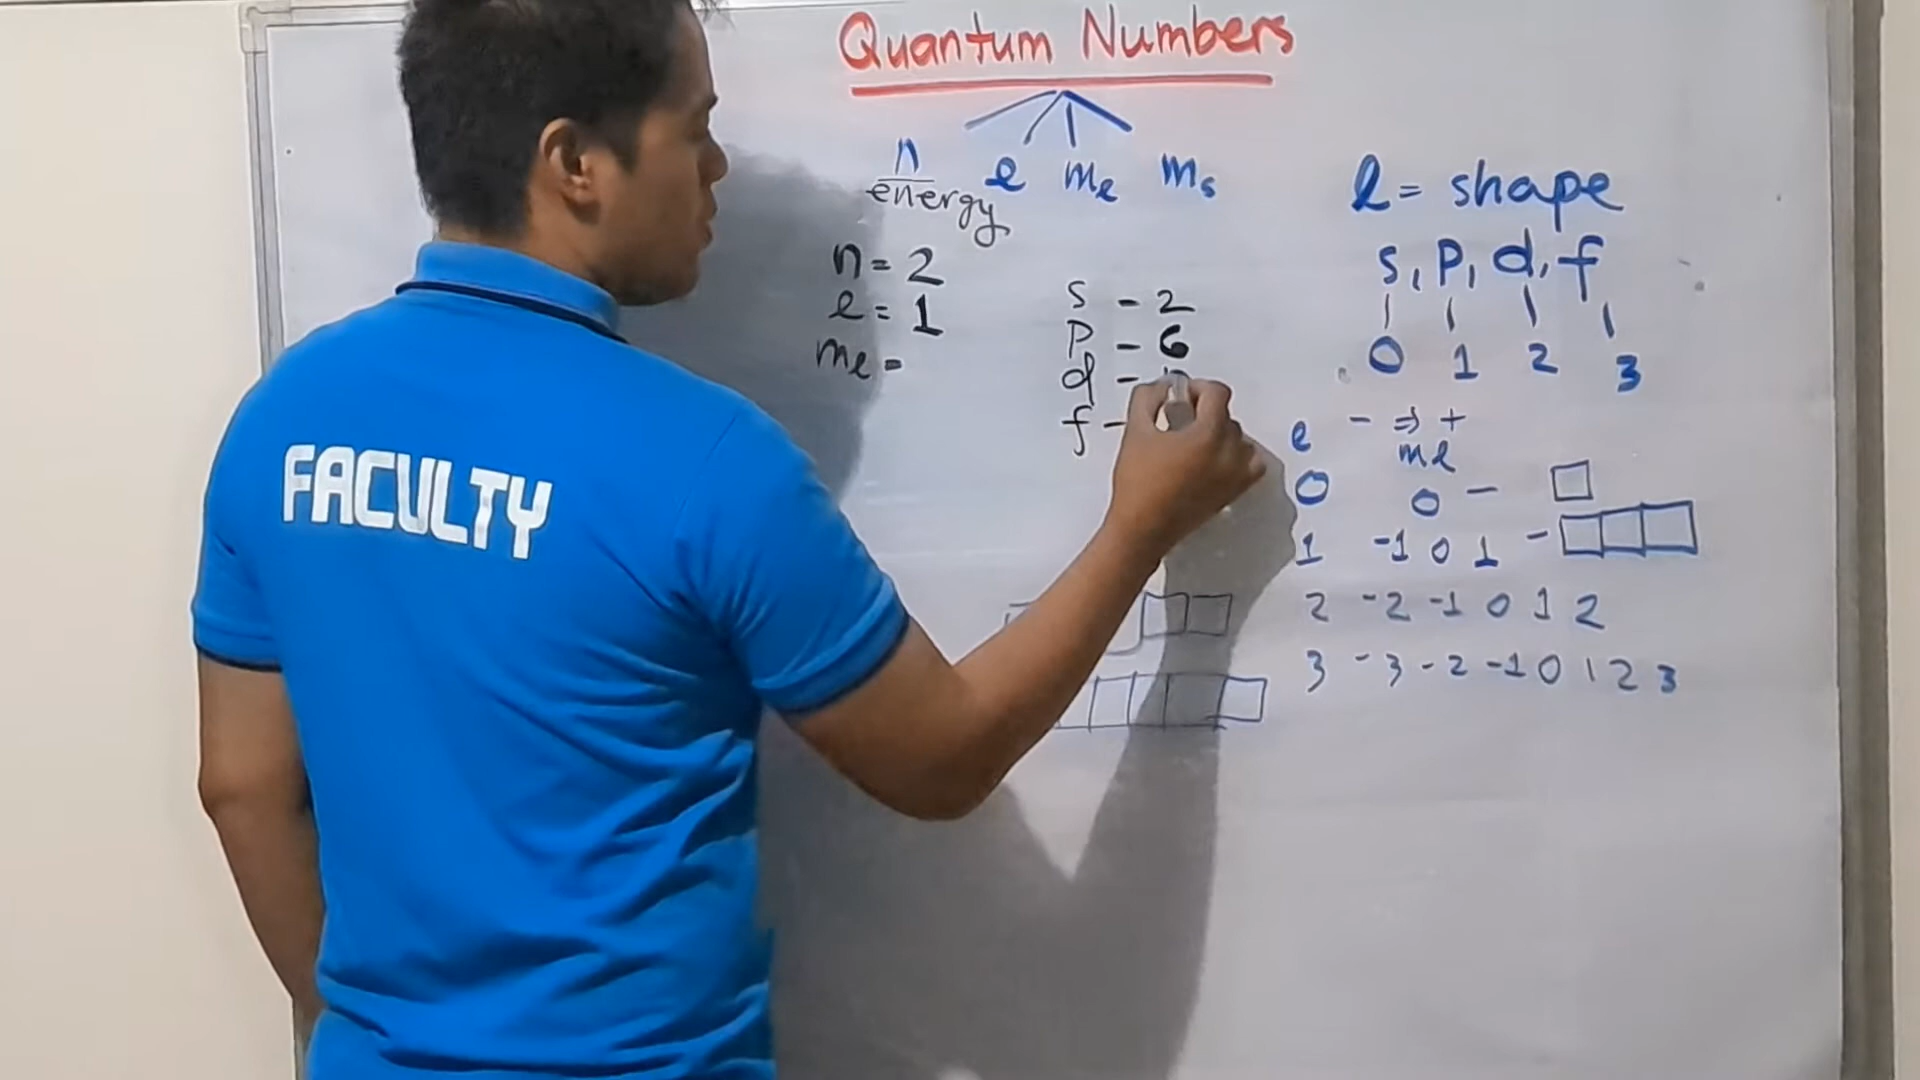 Quantum Numbers
n l ml ms
energy
n = 2
l = 1
ml =
s - 2
p - 6
d -
f -
l = shape
s, p, d, f
0 1 2 3
- ⇒ +
l ml
0 0 -
1 -1 0 1 -
2 -2 -1 0 1 2
3 -3 -2 -1 0 1 2 3
FACULTY